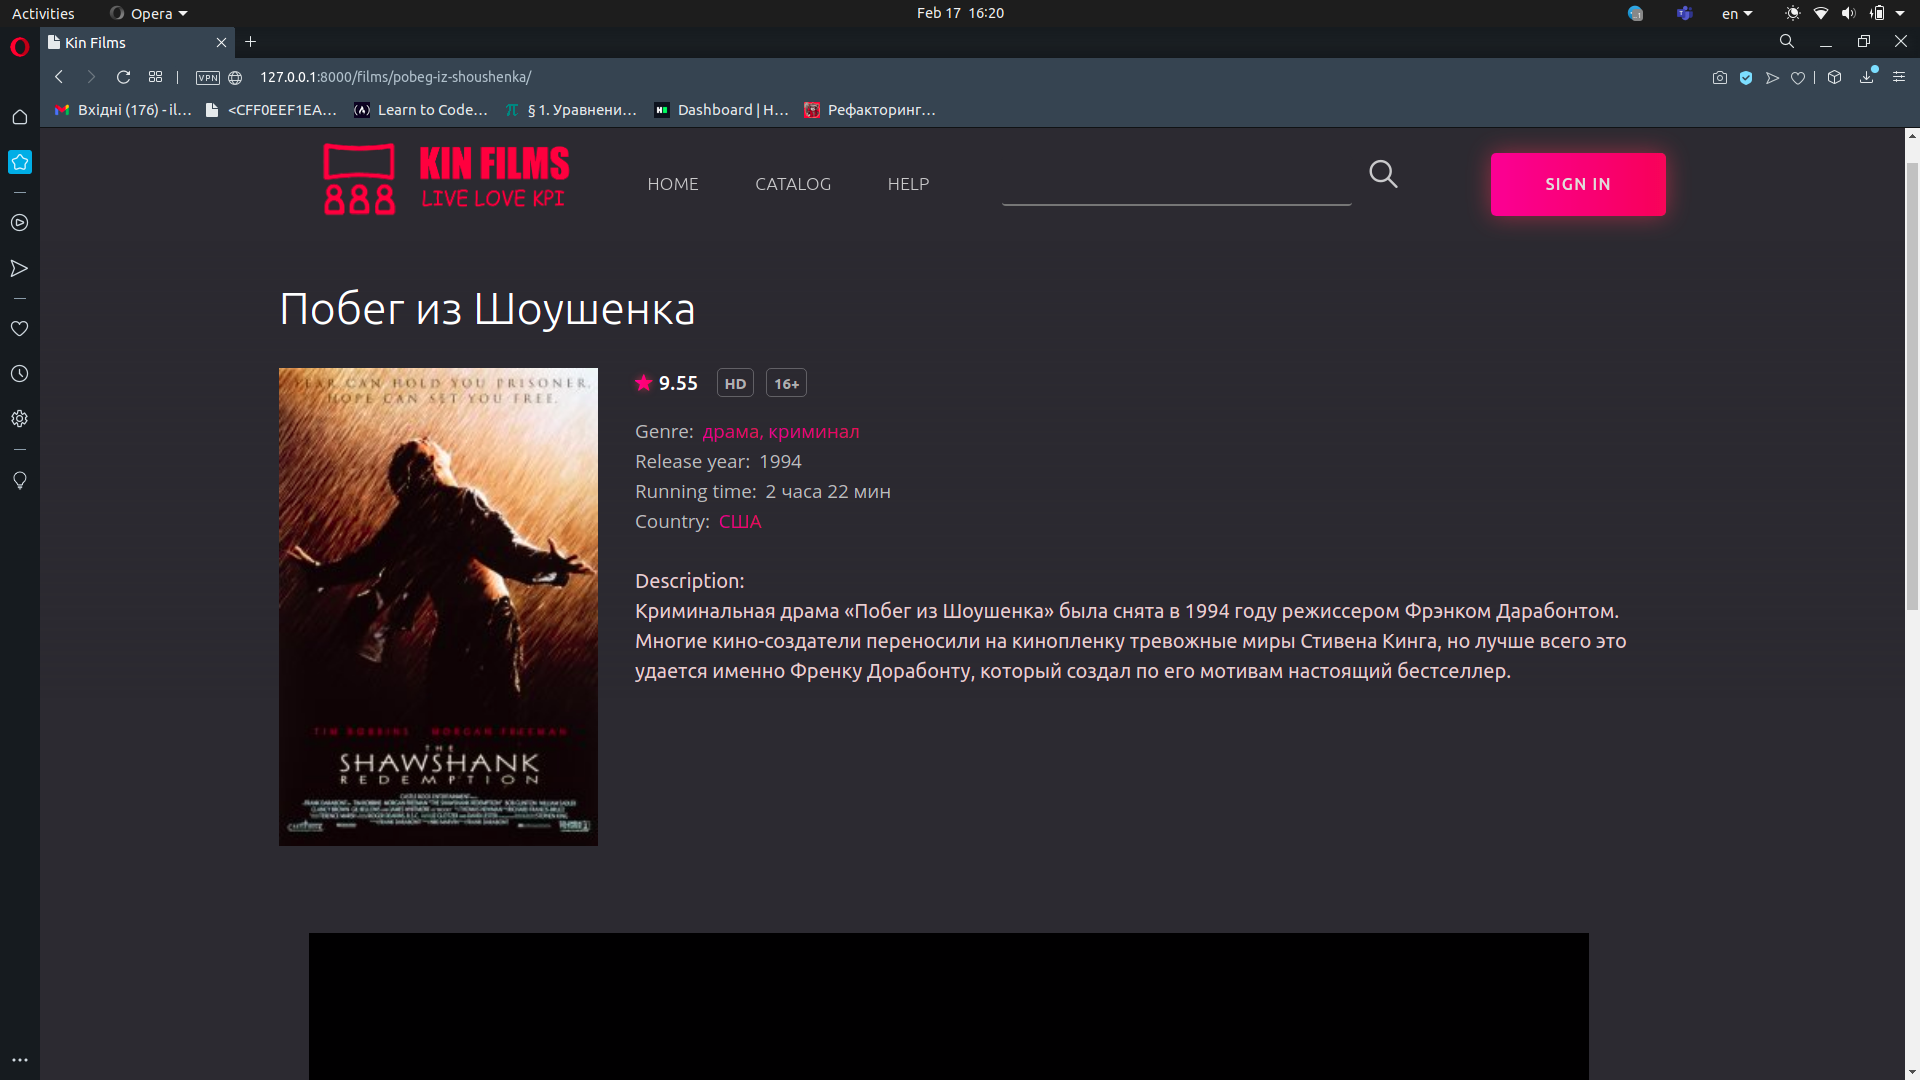 Activities
Opera
Feb 17 16:20
en
Kin Films
VPN
127.0.0.1:8000/films/pobeg-iz-shoushenka/
Вхідні (176) - il...
<CFF0EEF1EA...
Learn to Code...
§ 1. Уравнени...
Dashboard | H...
Рефакторинг...
888
KIN FILMS
LIVE LOVE KPI
HOME
CATALOG
HELP
SIGN IN
Побег из Шоушенка
FEAR CAN HOLD YOU PRISONER.
HOPE CAN SET YOU FREE.
TIM ROBBINS MORGAN FREEMAN
THE
SHAWSHANK
REDEMPTION
9.55
HD
16+
Genre: драма, криминал
Release year: 1994
Running time: 2 часа 22 мин
Country: США
Description:
Криминальная драма «Побег из Шоушенка» была снята в 1994 году режиссером Фрэнком Дарабонтом.
Многие кино-создатели переносили на кинопленку тревожные миры Стивена Кинга, но лучше всего это
удается именно Френку Дорабонту, который создал по его мотивам настоящий бестселлер.